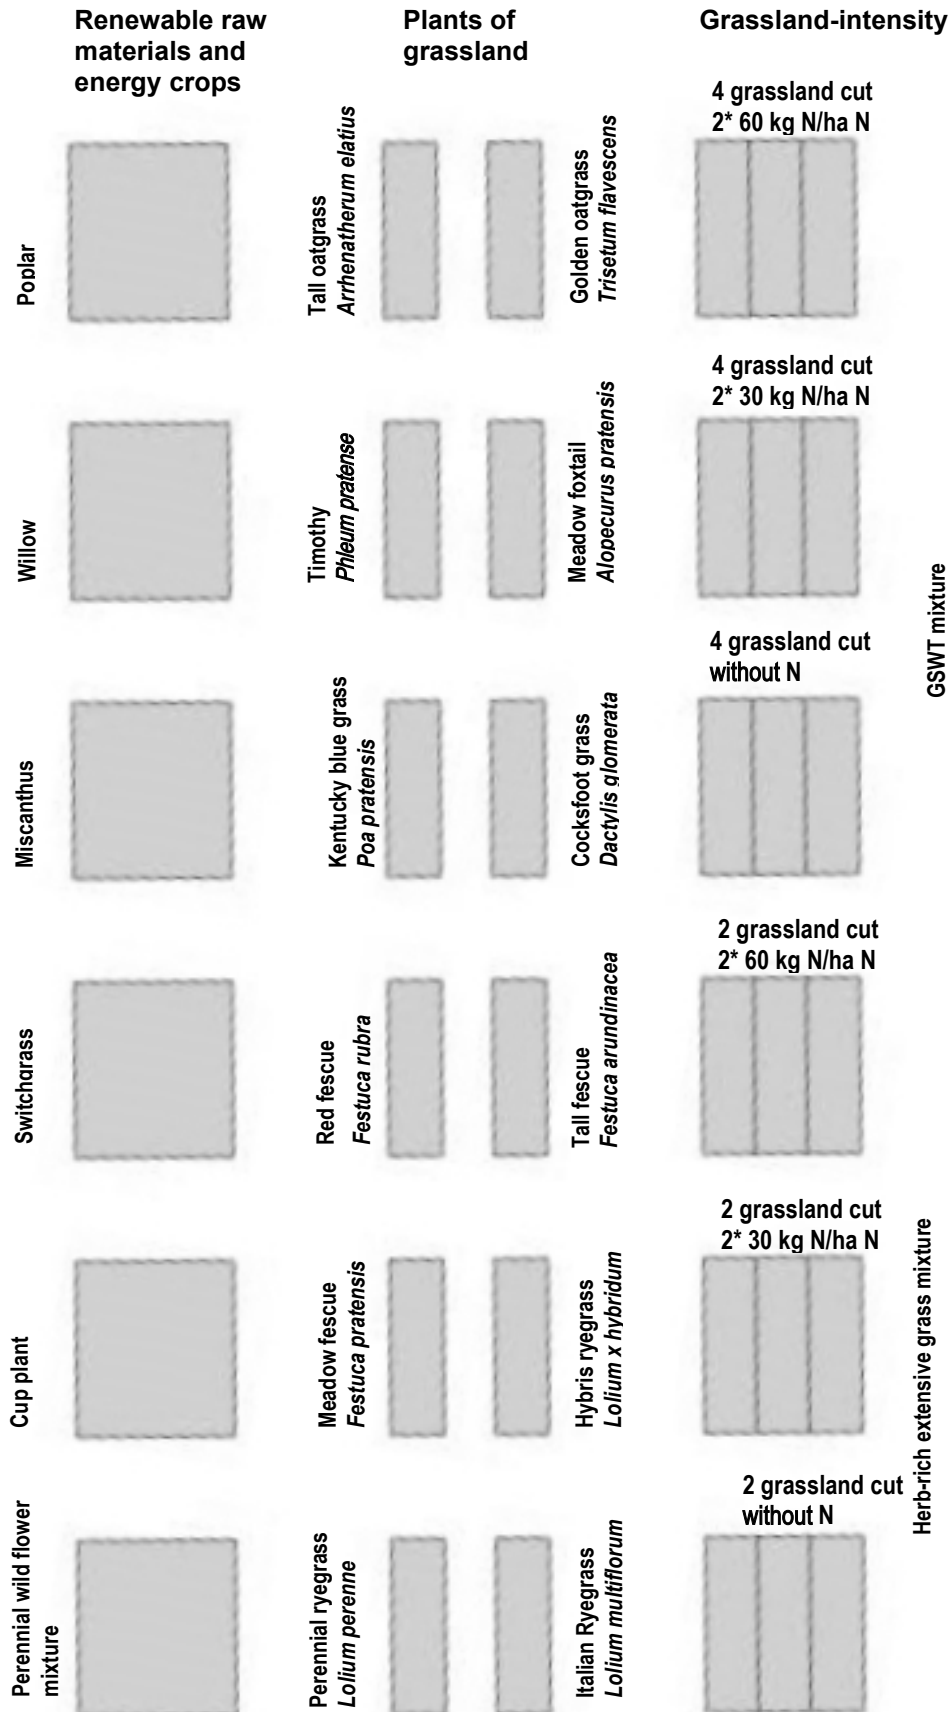 Renewable raw
materials and
energy crops
Plants of
grassland
Grassland-intensity
Poplar
Tall oatgrass
Arrhenatherum elatius
Golden oatgrass
Trisetum flavescens
4 grassland cut
2* 60 kg N/ha N
Willow
Timothy
Phleum pratense
Meadow foxtail
Alopecurus pratensis
4 grassland cut
2* 30 kg N/ha N
Miscanthus
Kentucky blue grass
Poa pratensis
Cocksfoot grass
Dactylis glomerata
4 grassland cut
without N
GSWT mixture
Switchgrass
Red fescue
Festuca rubra
Tall fescue
Festuca arundinacea
2 grassland cut
2* 60 kg N/ha N
Cup plant
Meadow fescue
Festuca pratensis
Hybris ryegrass
Lolium x hybridum
2 grassland cut
2* 30 kg N/ha N
Perennial wild flower
mixture
Perennial ryegrass
Lolium perenne
Italian Ryegrass
Lolium multiflorum
2 grassland cut
without N
Herb-rich extensive grass mixture